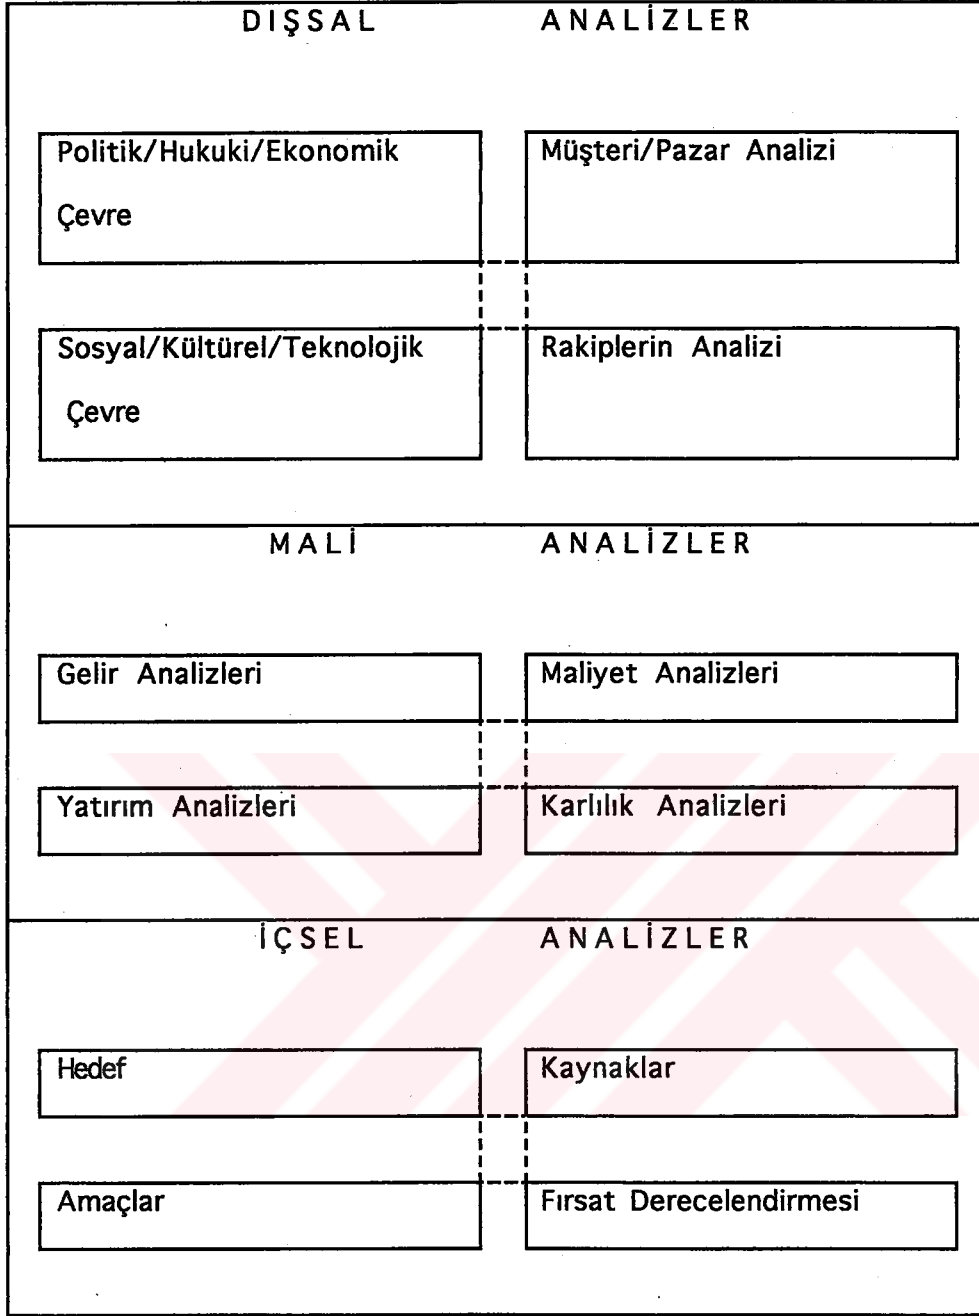 DIŞSAL ANALİZLER
Politik/Hukuki/Ekonomik
Çevre
Müşteri/Pazar Analizi
Sosyal/Kültürel/Teknolojik
Çevre
Rakiplerin Analizi
MALİ ANALİZLER
Gelir Analizleri
Maliyet Analizleri
Yatırım Analizleri
Karlılık Analizleri
İÇSEL ANALİZLER
Hedef
Kaynaklar
Amaçlar
Fırsat Derecelendirmesi